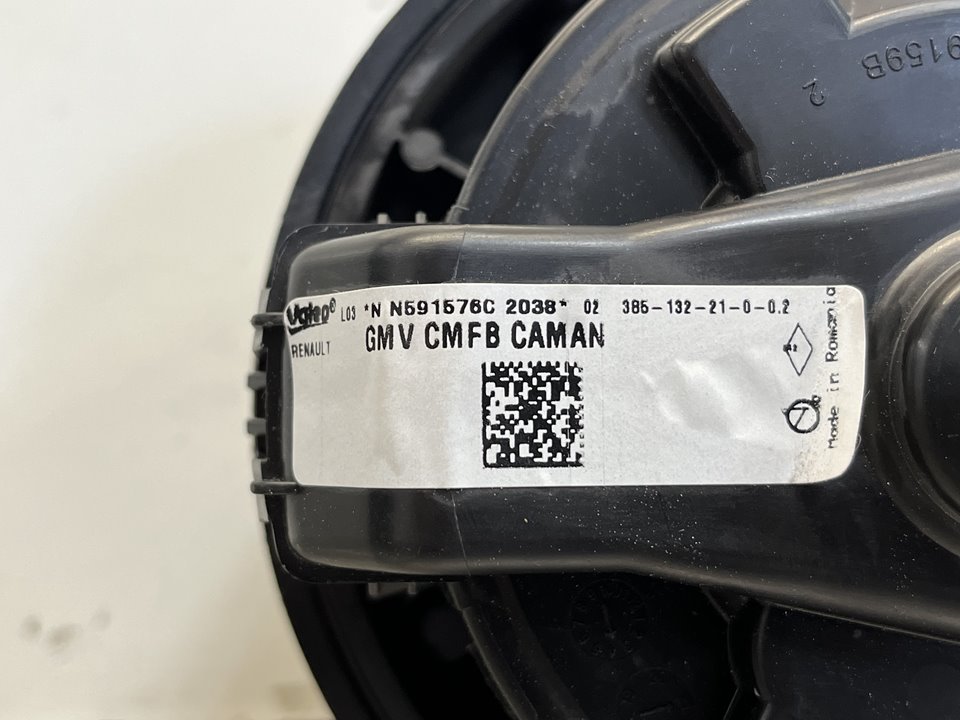 9159B
2
Valeo® L03 *N N591576C 2038* 02 385-132-21-0-0.2
RENAULT GMV CMFB CAMAN
Made in Romania